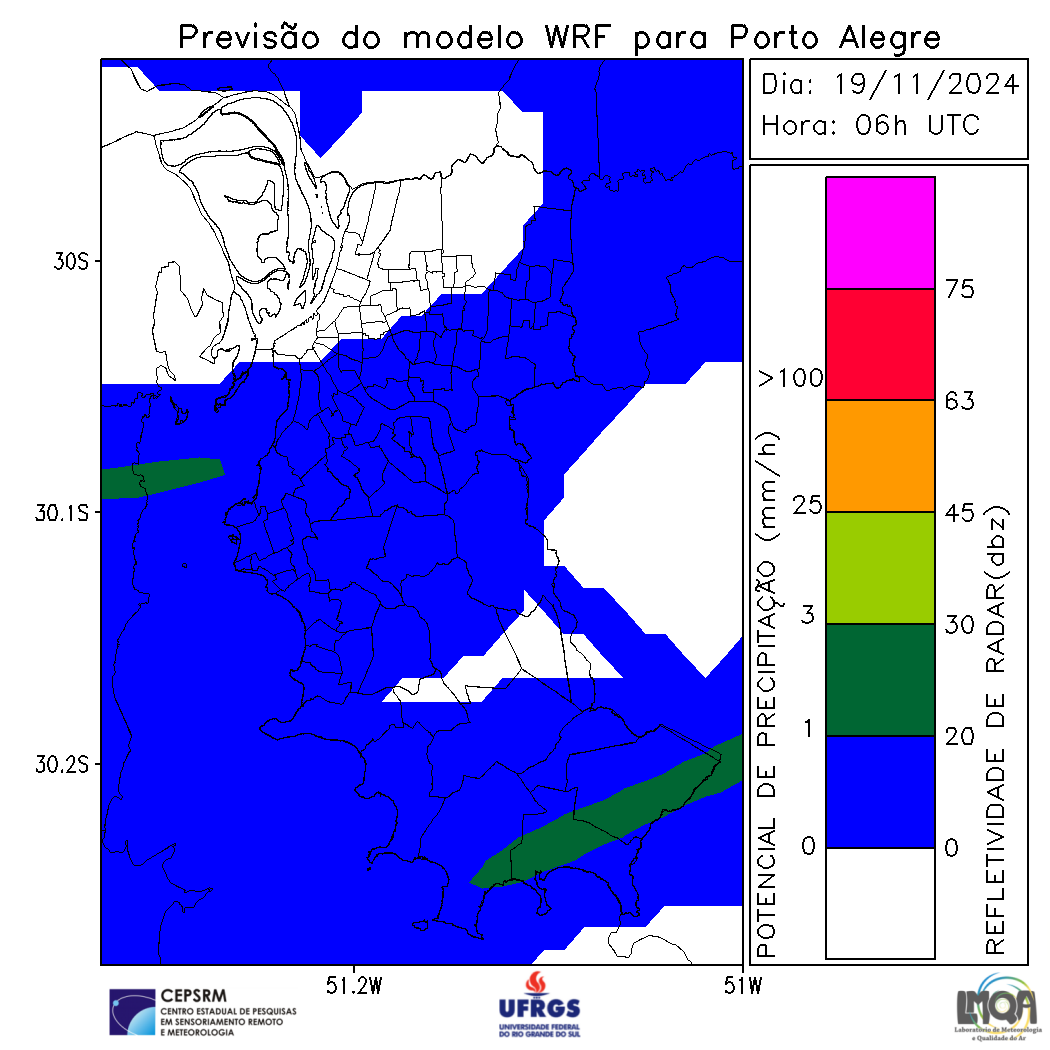 Previsão do modelo WRF para Porto Alegre
Dia: 19/11/2024
Hora: 06h UTC
30S
30.1S
30.2S
51.2W
51W
POTENCIAL DE PRECIPITAÇÃO (mm/h)
>100
25
3
1
0
75
63
45
30
20
0
REFLETIVIDADE DE RADAR(dbz)
CEPSRM
CENTRO ESTADUAL DE PESQUISAS
EM SENSORIAMENTO REMOTO
E METEOROLOGIA
UFRGS
UNIVERSIDADE FEDERAL
DO RIO GRANDE DO SUL
LMQA
Laboratório de Meteorologia
e Qualidade do Ar